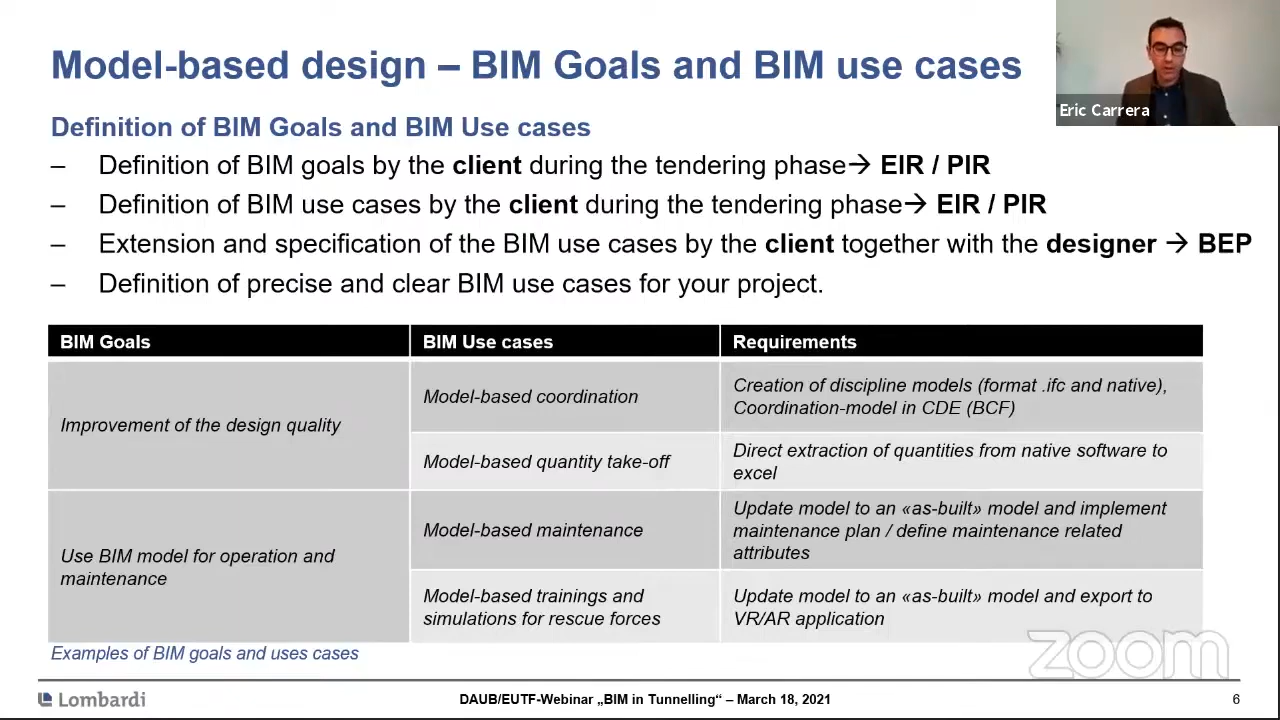 Model-based design – BIM Goals and BIM use cases
Eric Carrera
Definition of BIM Goals and BIM Use cases
– Definition of BIM goals by the client during the tendering phase→ EIR / PIR
– Definition of BIM use cases by the client during the tendering phase→ EIR / PIR
– Extension and specification of the BIM use cases by the client together with the designer → BEP
– Definition of precise and clear BIM use cases for your project.
BIM Goals
BIM Use cases
Requirements
Improvement of the design quality
Model-based coordination
Creation of discipline models (format .ifc and native),
Coordination-model in CDE (BCF)
Model-based quantity take-off
Direct extraction of quantities from native software to
excel
Use BIM model for operation and
maintenance
Model-based maintenance
Update model to an «as-built» model and implement
maintenance plan / define maintenance related
attributes
Model-based trainings and
simulations for rescue forces
Update model to an «as-built» model and export to
VR/AR application
Examples of BIM goals and uses cases
zoom
Lombardi
DAUB/EUTF-Webinar „BIM in Tunnelling“ – March 18, 2021
6